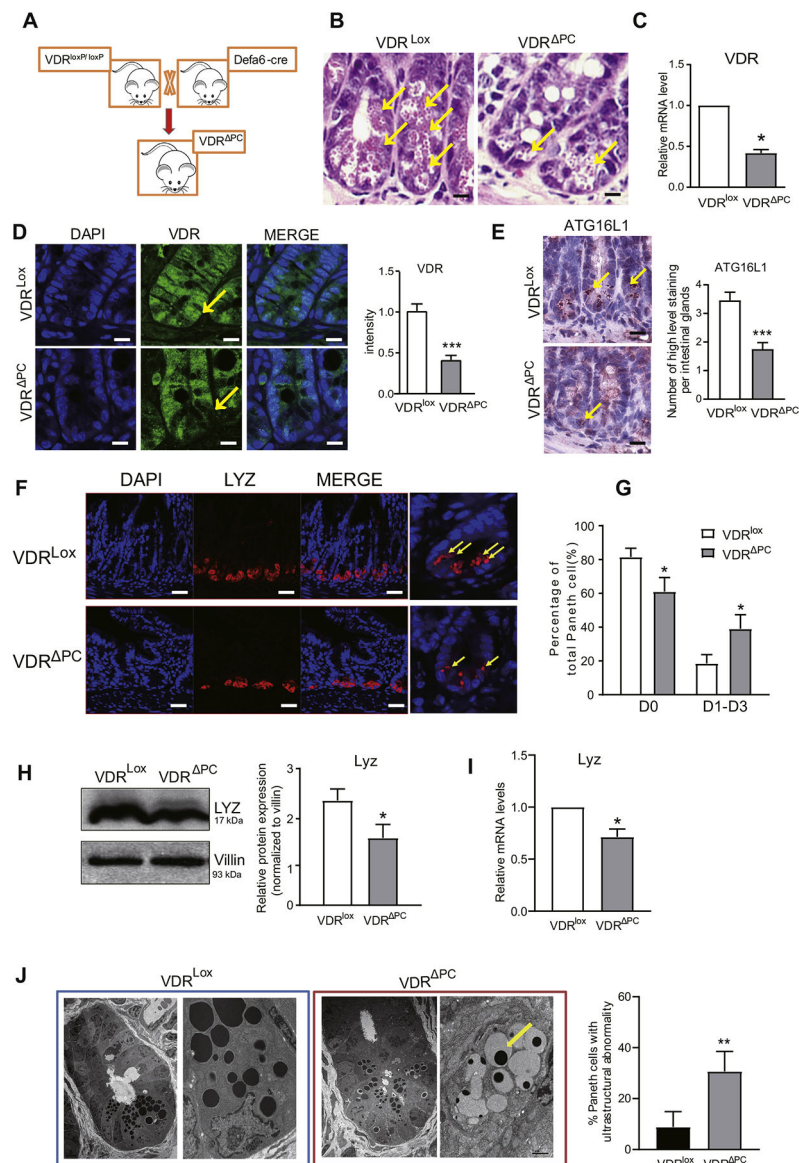 A
VDRloxP/loxP
Defa6-cre
VDRΔPC
B
VDR Lox
VDRΔPC
C
VDR
Relative mRNA level
1.5
1.0
0.5
0.0
*
VDRlox
VDRΔPC
D
DAPI
VDR
MERGE
VDRLox
VDRΔPC
VDR
intensity
1.5
1.0
0.5
0.0
***
VDRlox
VDRΔPC
E
ATG16L1
VDRLox
VDRΔPC
ATG16L1
Number of high level staining
per intestinal glands
4
3
2
1
0
***
VDRlox
VDRΔPC
F
DAPI
LYZ
MERGE
VDRLox
VDRΔPC
G
VDRlox
VDRΔPC
Percentage of
total Paneth cell(%)
100
80
60
40
20
0
*
*
D0
D1-D3
H
VDRLox
VDRΔPC
LYZ
17 kDa
Villin
93 kDa
Lyz
Relative protein expression
(normalized to villin)
3
2
1
0
*
VDRlox
VDRΔPC
I
Lyz
Relative mRNA levels
1.5
1.0
0.5
0.0
*
VDRlox
VDRΔPC
J
VDRLox
VDRΔPC
% Paneth cells with
ultrastructural abnormality
60
40
20
0
**
VDRlox
VDRΔPC